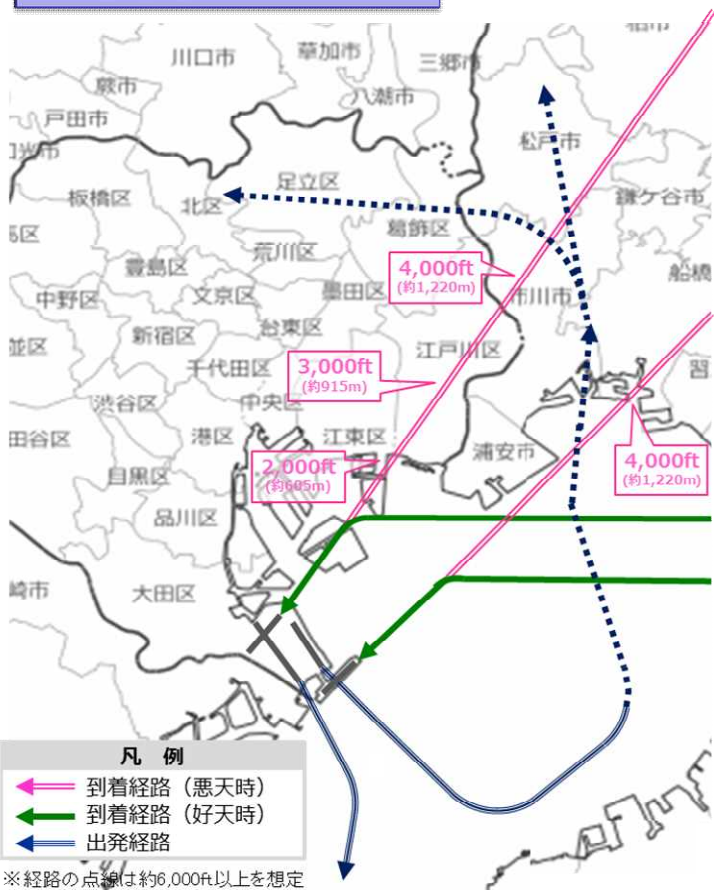 川口市
草加市
三郷市
蕨市
八潮市
戸田市
松戸市
板橋区
北区
足立区
鎌ケ谷市
葛飾区
荒川区
豊島区
4,000ft
(約1,220m)
市川市
船橋
中野区
文京区
墨田区
台東区
新宿区
江戸川区
千代田区
3,000ft
(約915m)
渋谷区
中央区
習
田谷区
港区
江東区
浦安市
2,000ft
(約605m)
4,000ft
(約1,220m)
目黒区
品川区
崎市
大田区
凡 例
到着経路（悪天時）
到着経路（好天時）
出発経路
※経路の点線は約6,000ft以上を想定